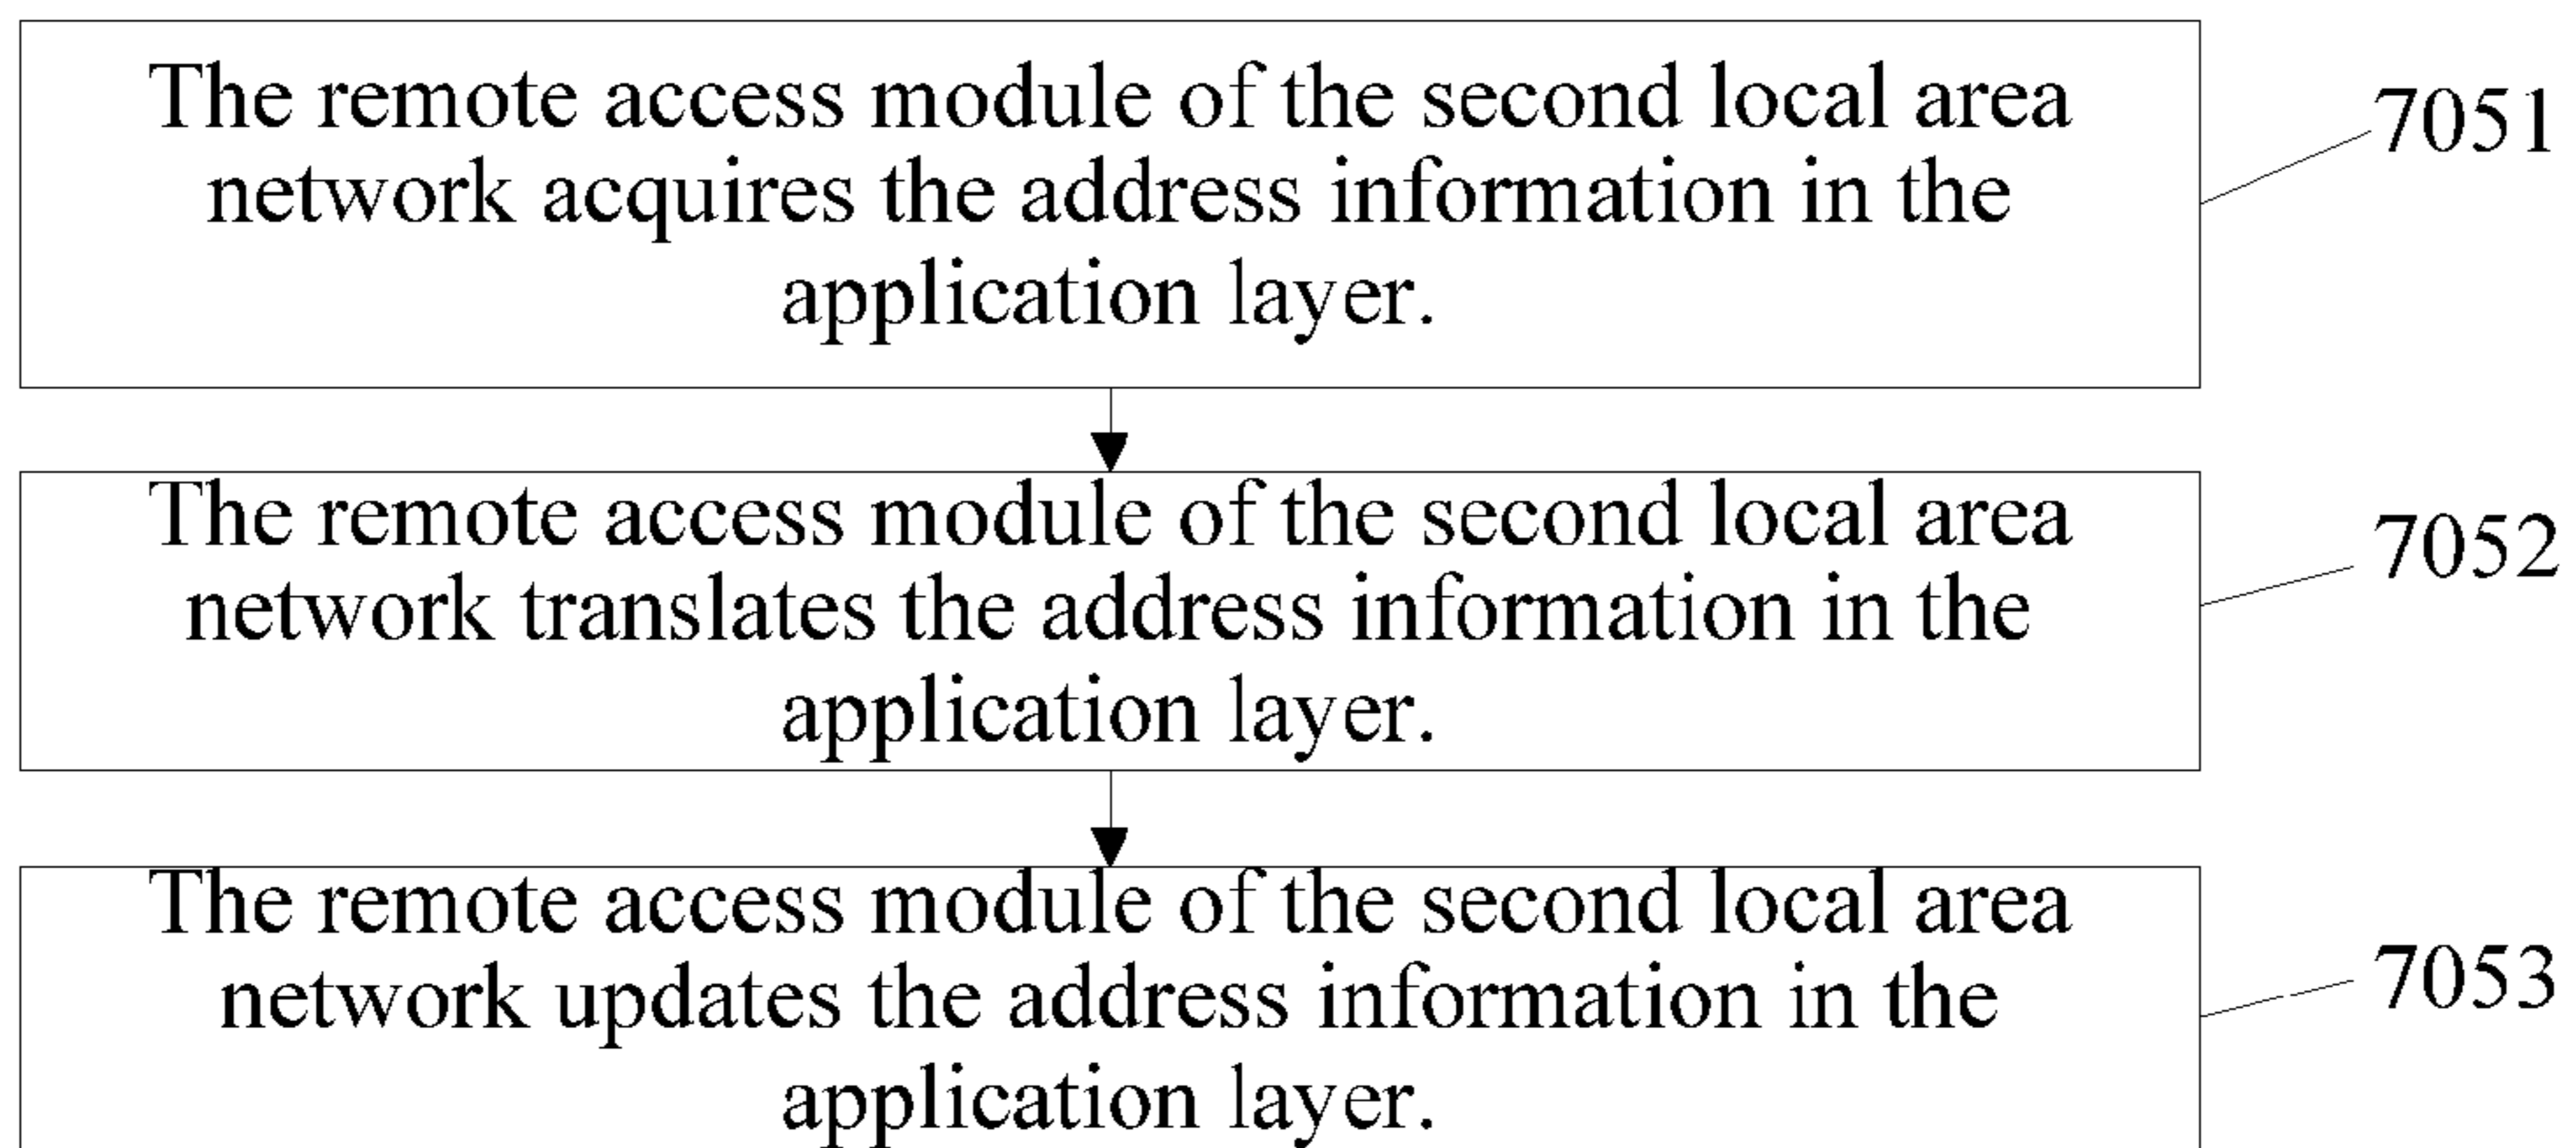 The remote access module of the second local area
network acquires the address information in the
application layer.
7051
The remote access module of the second local area
network translates the address information in the
application layer.
7052
The remote access module of the second local area
network updates the address information in the
application layer.
7053